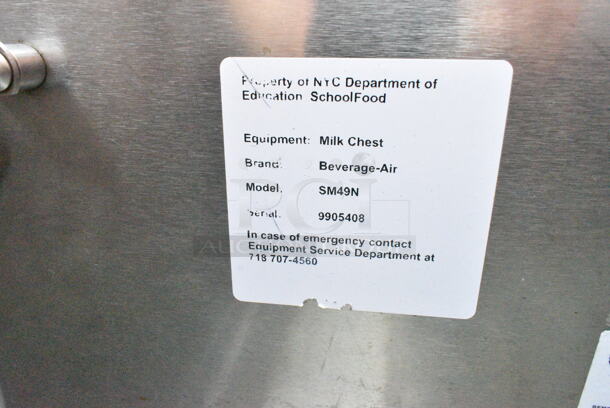 Property of NYC Department of
Education SchoolFood
Equipment: Milk Chest
Brand: Beverage-Air
Model: SM49N
Serial: 9905408
In case of emergency contact
Equipment Service Department at
718 707-4560
PCI